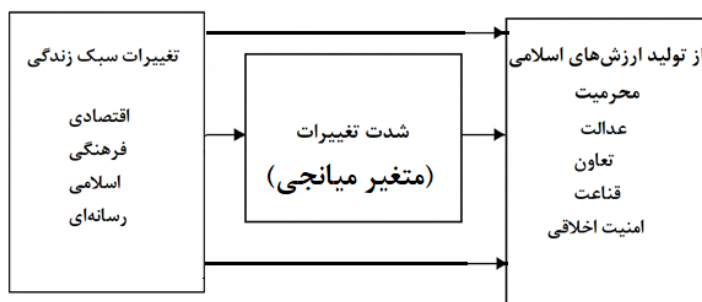 تغییرات سبک زندگی
اقتصادی
فرهنگی
اسلامی
رسانه‌ای
شدت تغییرات
(متغیر میانجی)
از تولید ارزش‌های اسلامی
محرمیت
عدالت
تعاون
قناعت
امنیت اخلاقی